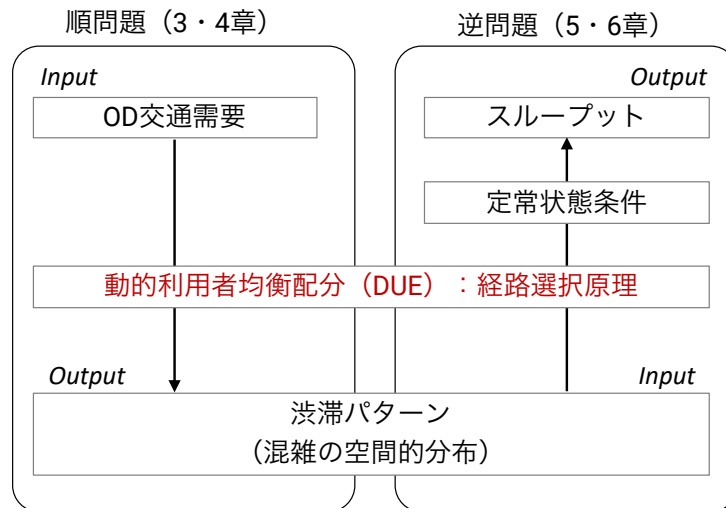 順問題（3・4章）
逆問題（5・6章）
Input
Output
OD交通需要
スループット
定常状態条件
動的利用者均衡配分（DUE）：経路選択原理
Output
Input
渋滞パターン
（混雑の空間的分布）